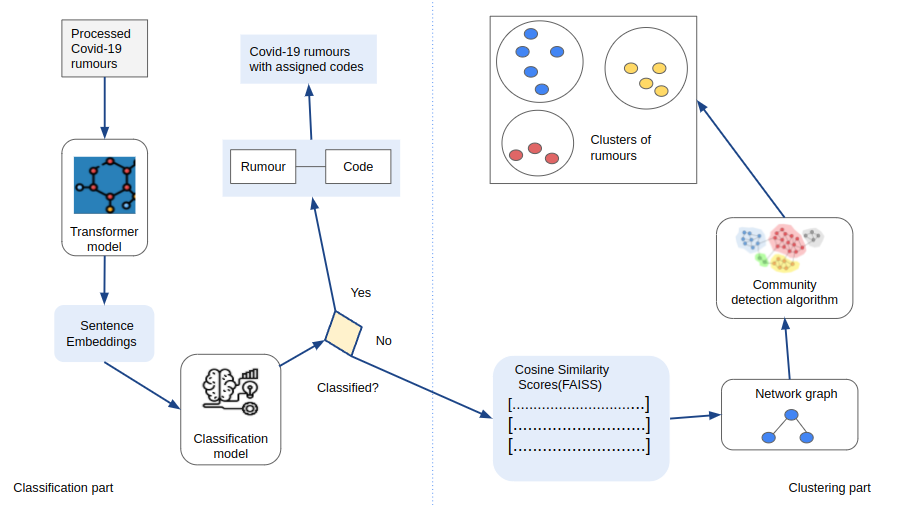 Processed
Covid-19
rumours
Transformer
model
Sentence
Embeddings
Classification
model
Classified?
Yes
No
Rumour
Code
Covid-19 rumours
with assigned codes
Classification part
Cosine Similarity
Scores(FAISS)
[...............................]
[...........................]
[...........................]
Network graph
Community
detection algorithm
Clusters of
rumours
Clustering part